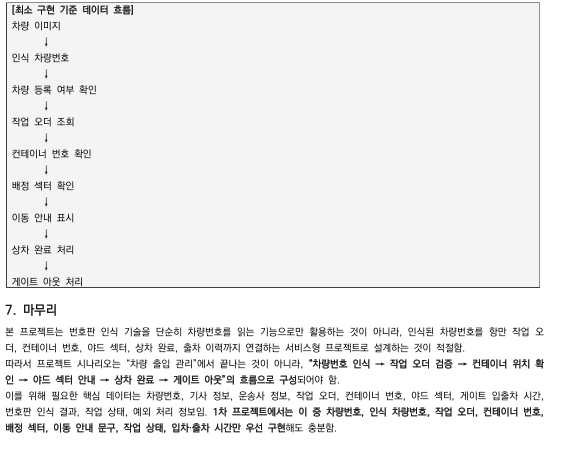 [최소 구현 기준 데이터 흐름]
차량 이미지
↓
인식 차량번호
↓
차량 등록 여부 확인
↓
작업 오더 조회
↓
컨테이너 번호 확인
↓
배정 섹터 확인
↓
이동 안내 표시
↓
상차 완료 처리
↓
게이트 아웃 처리
7. 마무리
본 프로젝트는 번호판 인식 기술을 단순히 차량번호를 읽는 기능으로만 활용하는 것이 아니라, 인식된 차량번호를 항만 작업 오
더, 컨테이너 번호, 야드 섹터, 상차 완료, 출차 이력까지 연결하는 서비스형 프로젝트로 설계하는 것이 적절함.
따라서 프로젝트 시나리오는 "차량 출입 관리"에서 끝나는 것이 아니라, "차량번호 인식 → 작업 오더 검증 → 컨테이너 위치 확
인 → 야드 섹터 안내 → 상차 완료 → 게이트 아웃"의 흐름으로 구성되어야 함.
이를 위해 필요한 핵심 데이터는 차량번호, 기사 정보, 운송사 정보, 작업 오더, 컨테이너 번호, 야드 섹터, 게이트 입출차 시간,
번호판 인식 결과, 작업 상태, 예외 처리 정보임. 1차 프로젝트에서는 이 중 차량번호, 인식 차량번호, 작업 오더, 컨테이너 번호,
배정 섹터, 이동 안내 문구, 작업 상태, 입차·출차 시간만 우선 구현해도 충분함.